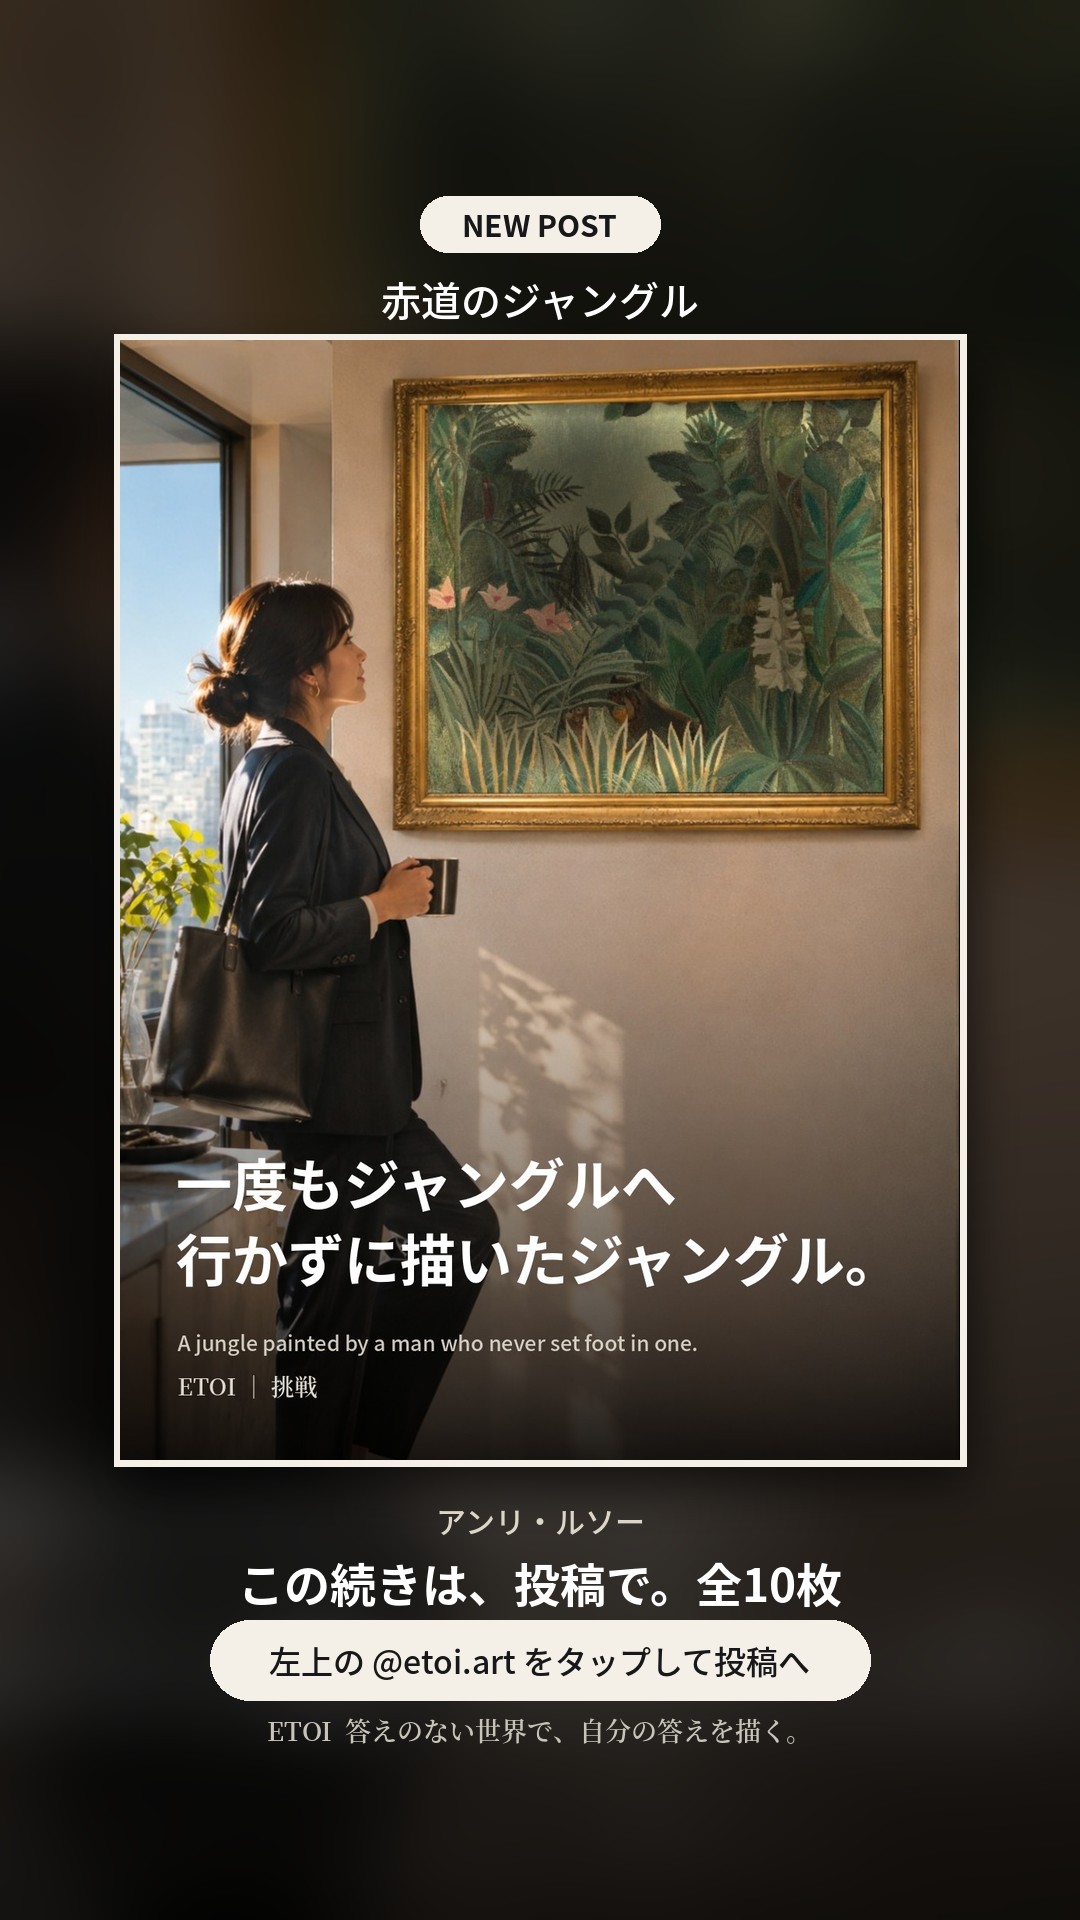 NEW POST
赤道のジャングル
一度もジャングルへ
行かずに描いたジャングル。
A jungle painted by a man who never set foot in one.
ETOI｜挑戦
アンリ・ルソー
この続きは、投稿で。全10枚
左上の @etoi.art をタップして投稿へ
ETOI 答えのない世界で、自分の答えを描く。